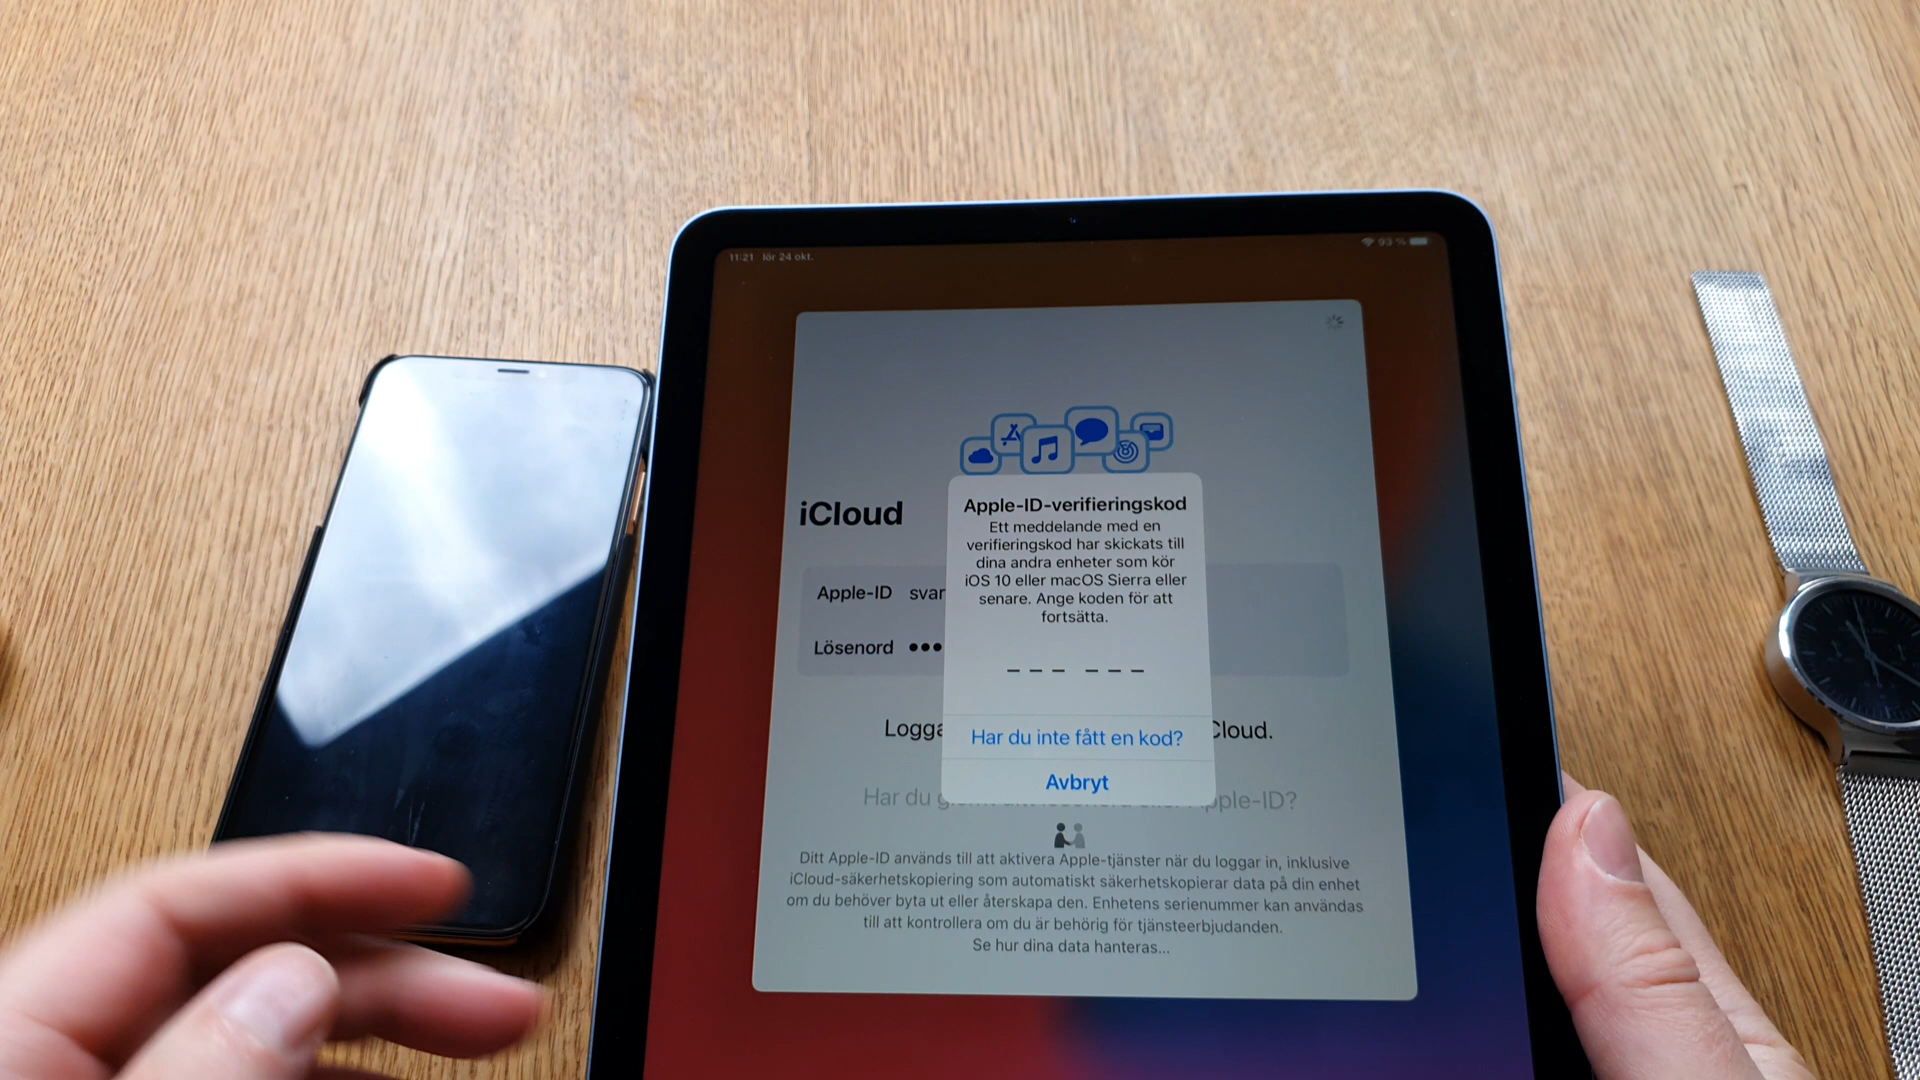 11:21 lör 24 okt.
93 %
iCloud
Apple-ID-verifieringskod
Ett meddelande med en
verifieringskod har skickats till
dina andra enheter som kör
iOS 10 eller macOS Sierra eller
senare. Ange koden för att
fortsätta.
Apple-ID svar
Lösenord
Har du inte fått en kod?
Avbryt
Logga
Cloud.
Har du
Apple-ID?
Ditt Apple-ID används till att aktivera Apple-tjänster när du loggar in, inklusive
iCloud-säkerhetskopiering som automatiskt säkerhetskopierar data på din enhet
om du behöver byta ut eller återskapa den. Enhetens serienummer kan användas
till att kontrollera om du är behörig för tjänsteerbjudanden.
Se hur dina data hanteras...